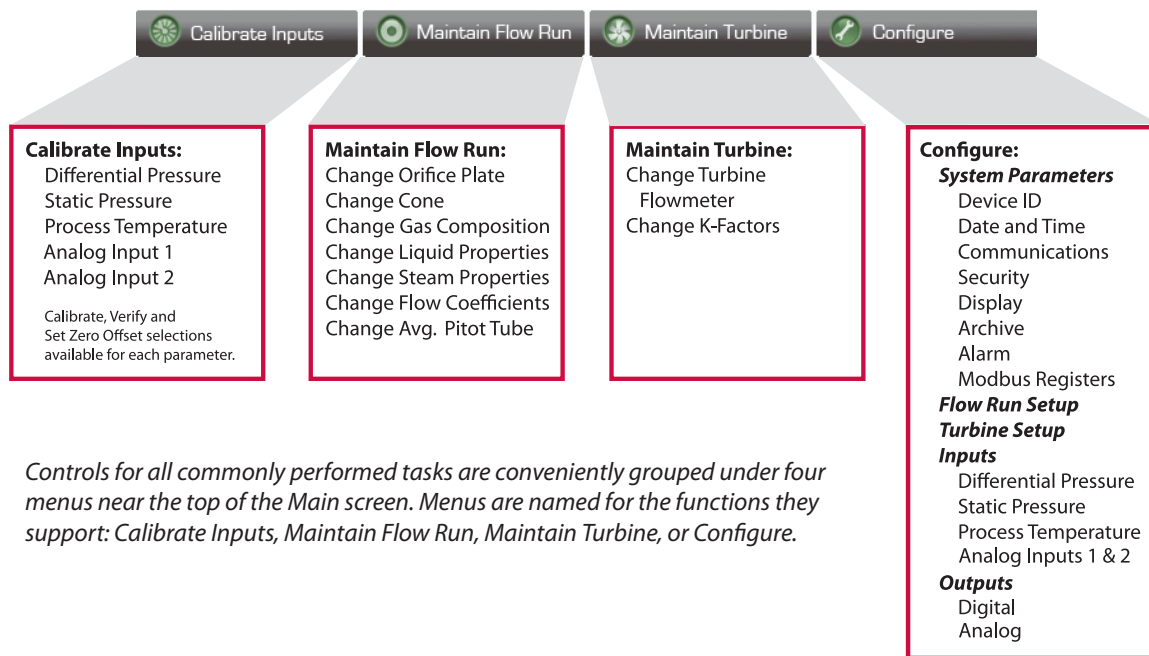 Calibrate Inputs
Maintain Flow Run
Maintain Turbine
Configure
Calibrate Inputs:
Differential Pressure
Static Pressure
Process Temperature
Analog Input 1
Analog Input 2
Calibrate, Verify and
Set Zero Offset selections
available for each parameter.
Maintain Flow Run:
Change Orifice Plate
Change Cone
Change Gas Composition
Change Liquid Properties
Change Steam Properties
Change Flow Coefficients
Change Avg. Pitot Tube
Maintain Turbine:
Change Turbine
Flowmeter
Change K-Factors
Configure:
System Parameters
Device ID
Date and Time
Communications
Security
Display
Archive
Alarm
Modbus Registers
Flow Run Setup
Turbine Setup
Inputs
Differential Pressure
Static Pressure
Process Temperature
Analog Inputs 1 & 2
Outputs
Digital
Analog
Controls for all commonly performed tasks are conveniently grouped under four
menus near the top of the Main screen. Menus are named for the functions they
support: Calibrate Inputs, Maintain Flow Run, Maintain Turbine, or Configure.